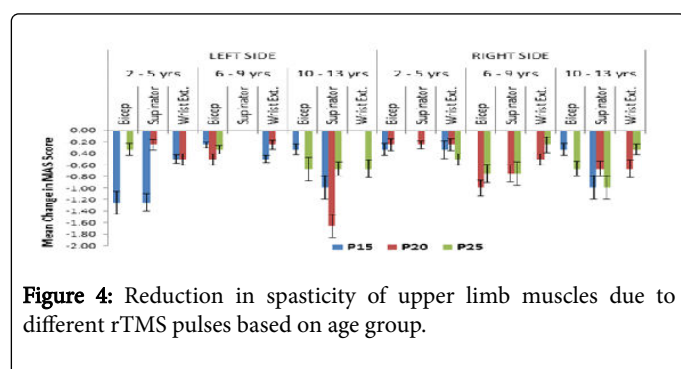 LEFT SIDE RIGHT SIDE
2 - 5 yrs 6 - 9 yrs 10 - 13 yrs 2 - 5 yrs 6 - 9 yrs 10 - 13 yrs
Bicep Supinator Wrist Ext. Bicep Supinator Wrist Ext. Bicep Supinator Wrist Ext. Bicep Supinator Wrist Ext. Bicep Supinator Wrist Ext. Bicep Supinator Wrist Ext.
Mean Change in MAS Score
0.00
-0.20
-0.40
-0.60
-0.80
-1.00
-1.20
-1.40
-1.60
-1.80
-2.00
P15 P20 P25
Figure 4: Reduction in spasticity of upper limb muscles due to
different rTMS pulses based on age group.